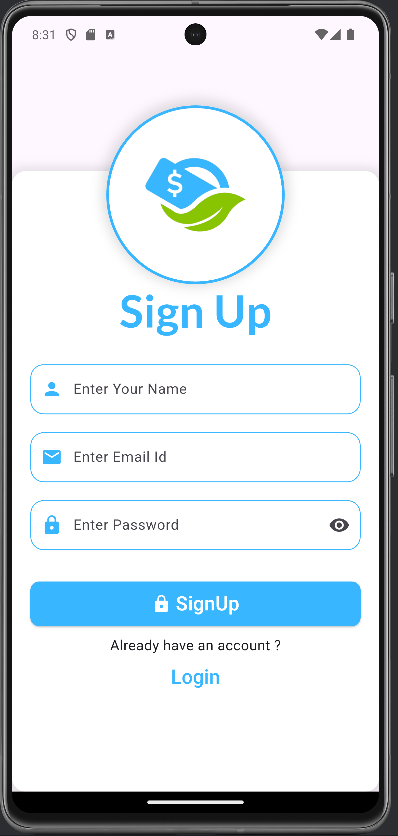 8:31
$
Sign Up
Enter Your Name
Enter Email Id
Enter Password
SignUp
Already have an account ?
Login